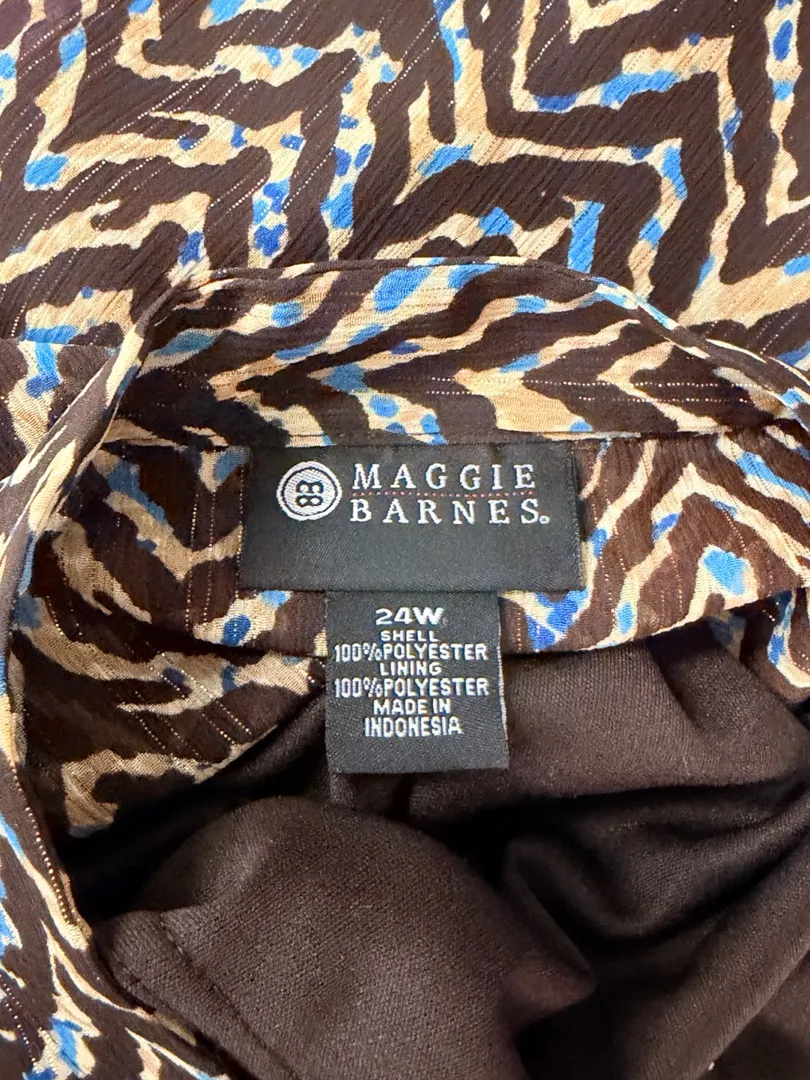 MAGGIE
BARNES.
24W
SHELL
100%POLYESTER
LINING
100%POLYESTER
MADE IN
INDONESIA